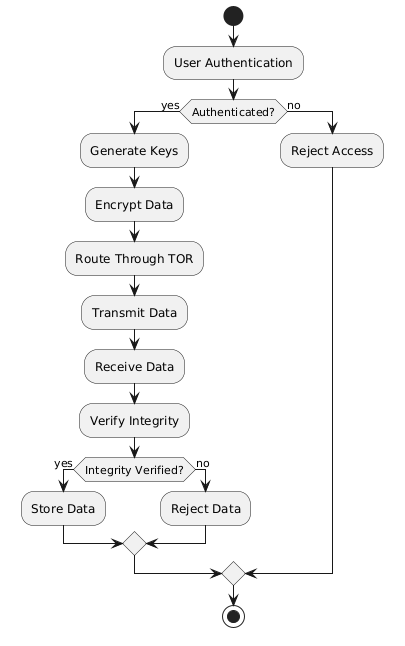 User Authentication
Authenticated?
yes
no
Generate Keys
Reject Access
Encrypt Data
Route Through TOR
Transmit Data
Receive Data
Verify Integrity
Integrity Verified?
yes
no
Store Data
Reject Data